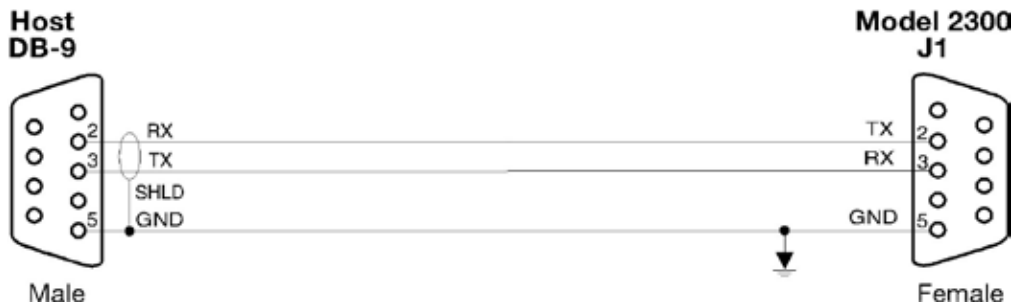 Host
DB-9
Model 2300
J1
2 RX TX 2
3 TX RX 3
SHLD
5 GND GND 5
Male
Female